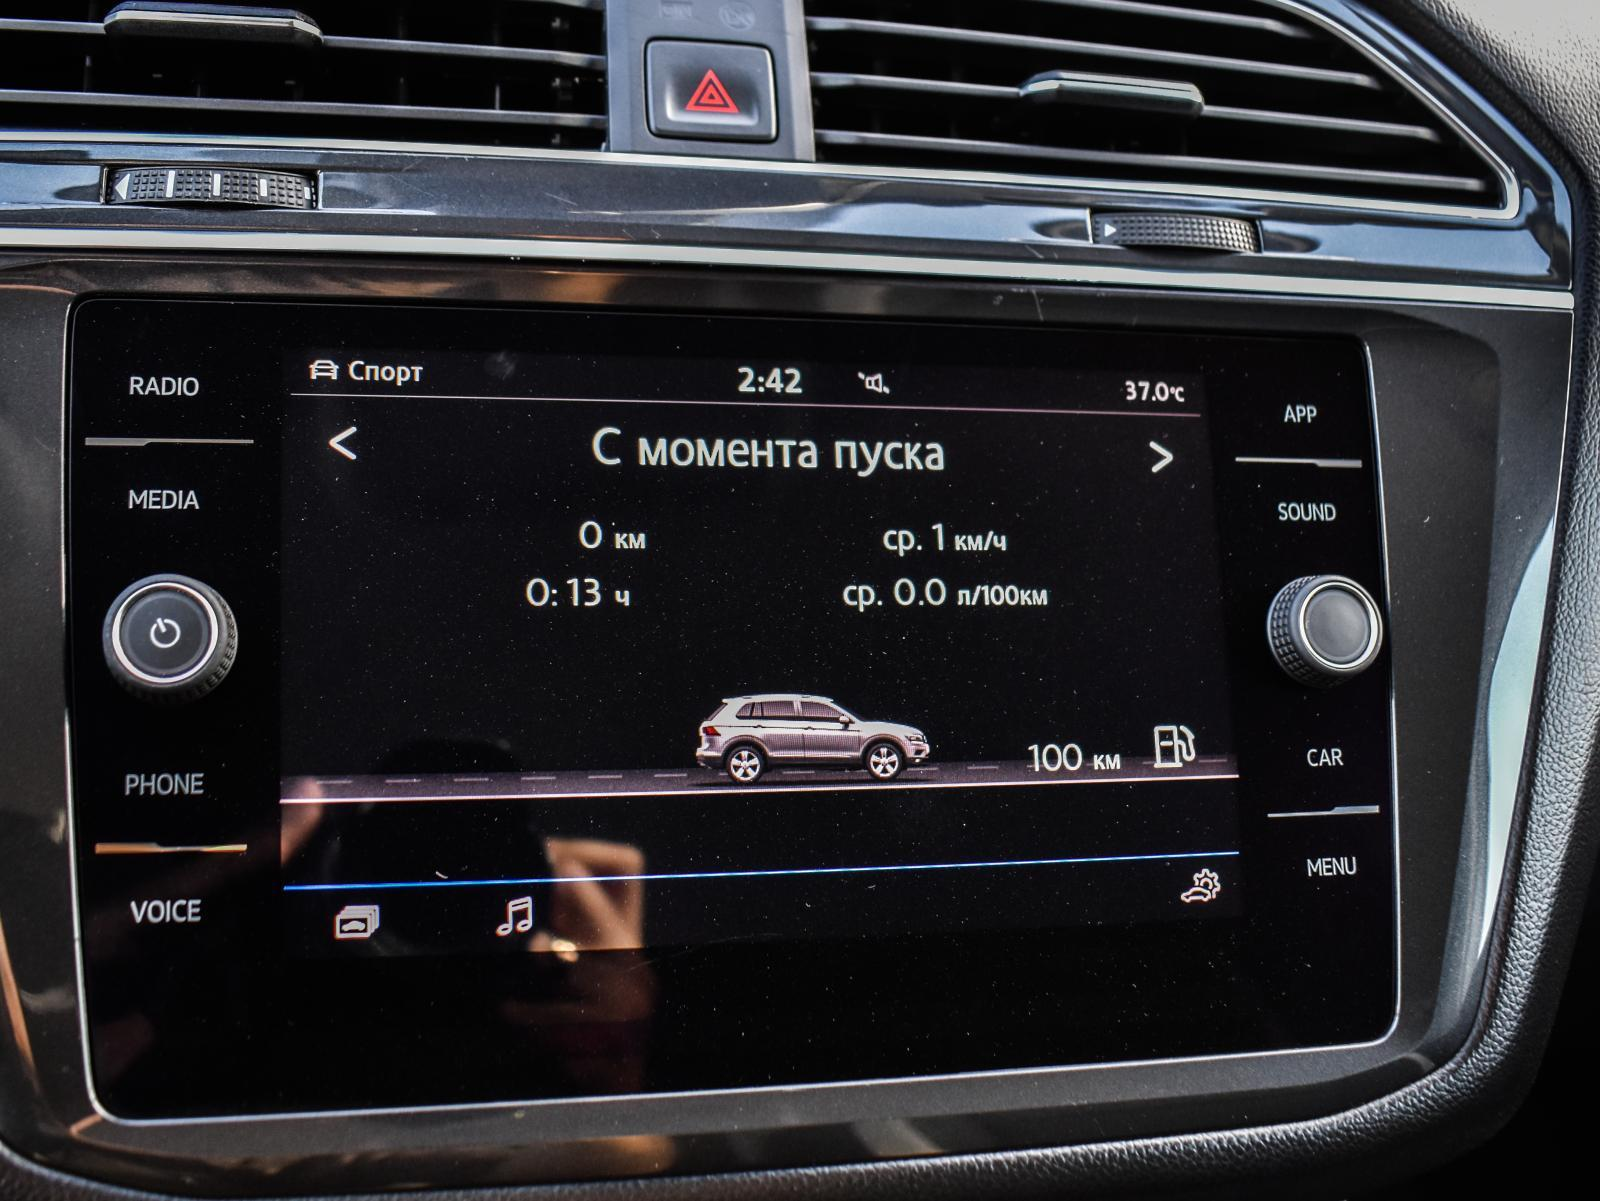 RADIO
MEDIA
PHONE
VOICE
Спорт
2:42
37.0°C
< С момента пуска >
0 км
ср. 1 км/ч
0:13 ч
ср. 0.0 л/100км
100 км
APP
SOUND
CAR
MENU